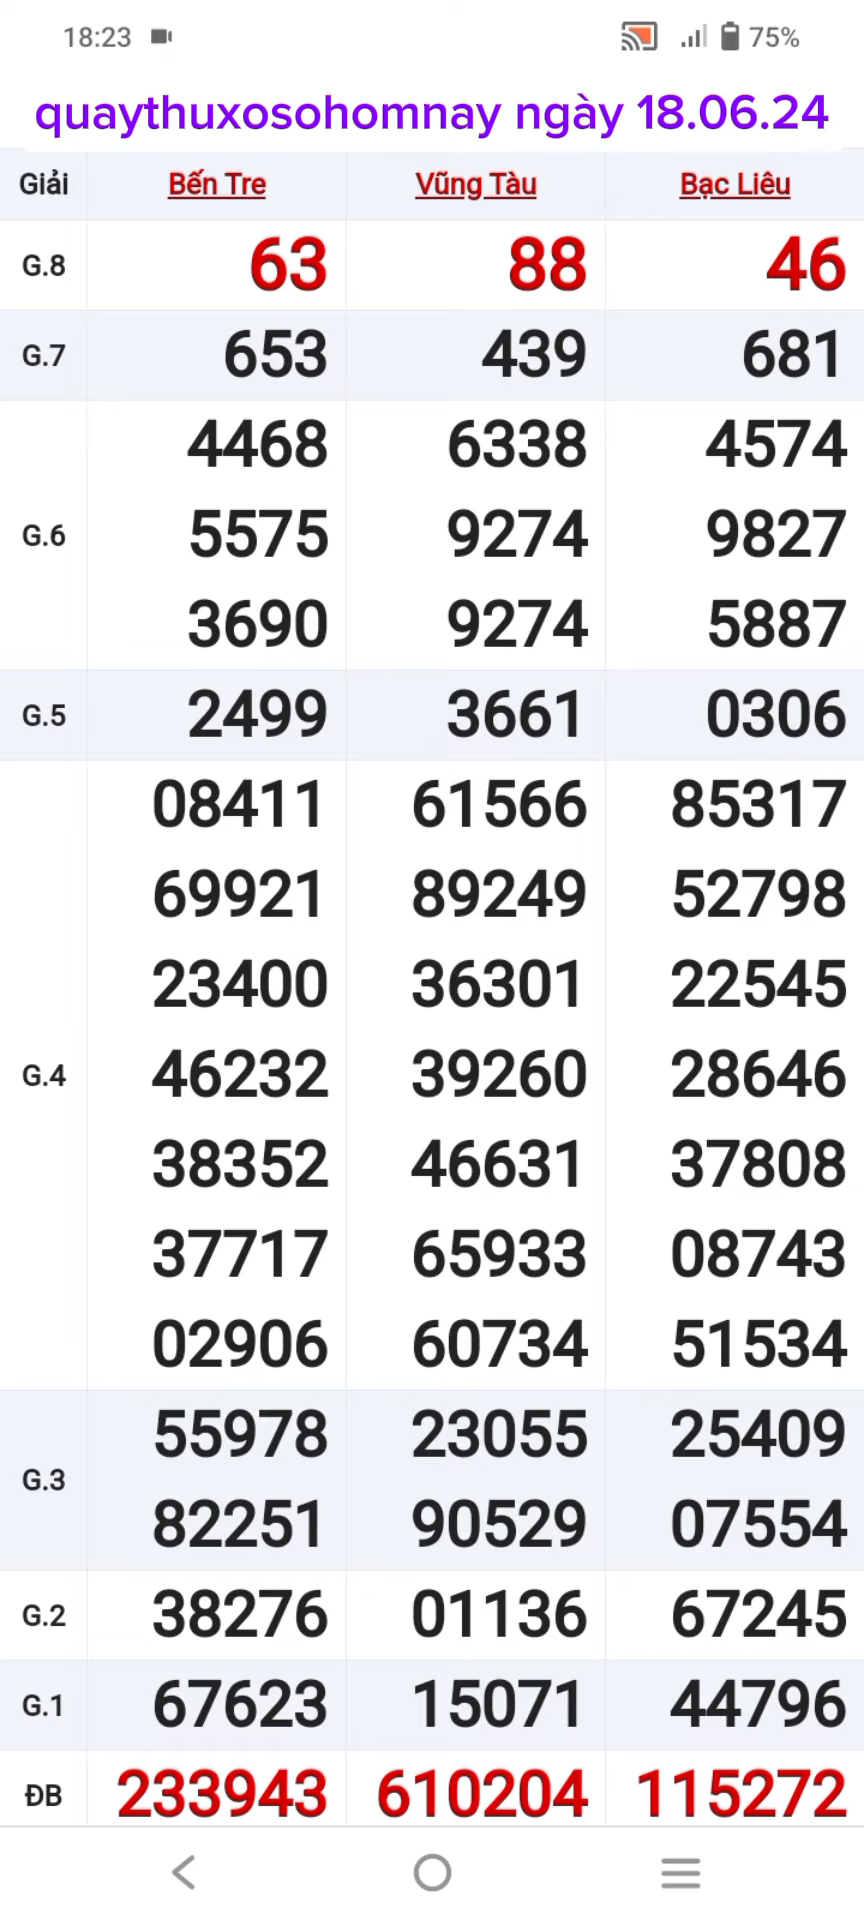 18:23 75%
quaythuxosohomnay ngày 18.06.24
Giải Bến Tre Vũng Tàu Bạc Liêu
G.8 63 88 46
G.7 653 439 681
4468 6338 4574
G.6 5575 9274 9827
3690 9274 5887
G.5 2499 3661 0306
08411 61566 85317
69921 89249 52798
23400 36301 22545
G.4 46232 39260 28646
38352 46631 37808
37717 65933 08743
02906 60734 51534
55978 23055 25409
G.3
82251 90529 07554
G.2 38276 01136 67245
G.1 67623 15071 44796
ĐB 233943 610204 115272